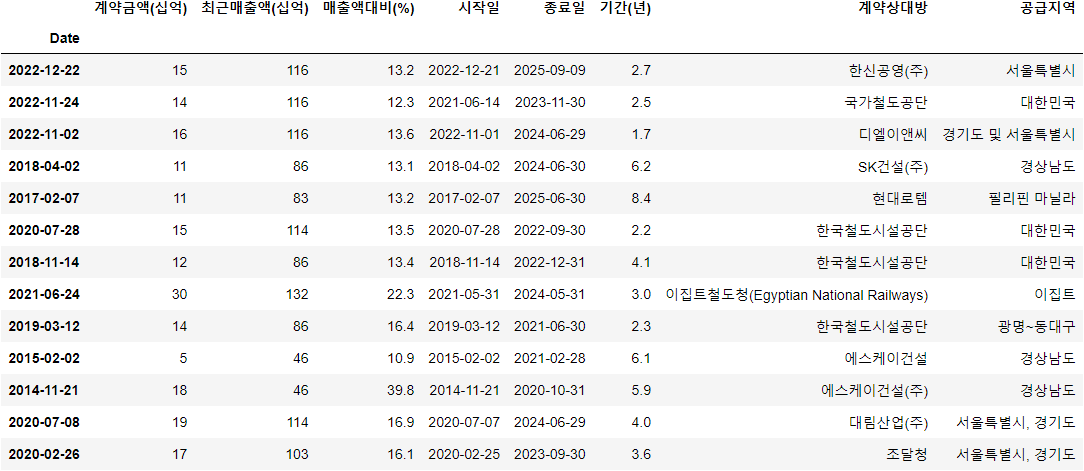 계약금액(십억) 최근매출액(십억) 매출액대비(%) 시작일 종료일 기간(년) 계약상대방 공급지역
Date
2022-12-22 15 116 13.2 2022-12-21 2025-09-09 2.7 한신공영(주) 서울특별시
2022-11-24 14 116 12.3 2021-06-14 2023-11-30 2.5 국가철도공단 대한민국
2022-11-02 16 116 13.6 2022-11-01 2024-06-29 1.7 디엘이앤씨 경기도 및 서울특별시
2018-04-02 11 86 13.1 2018-04-02 2024-06-30 6.2 SK건설(주) 경상남도
2017-02-07 11 83 13.2 2017-02-07 2025-06-30 8.4 현대로템 필리핀 마닐라
2020-07-28 15 114 13.5 2020-07-28 2022-09-30 2.2 한국철도시설공단 대한민국
2018-11-14 12 86 13.4 2018-11-14 2022-12-31 4.1 한국철도시설공단 대한민국
2021-06-24 30 132 22.3 2021-05-31 2024-05-31 3.0 이집트철도청(Egyptian National Railways) 이집트
2019-03-12 14 86 16.4 2019-03-12 2021-06-30 2.3 한국철도시설공단 광명~동대구
2015-02-02 5 46 10.9 2015-02-02 2021-02-28 6.1 에스케이건설 경상남도
2014-11-21 18 46 39.8 2014-11-21 2020-10-31 5.9 에스케이건설(주) 경상남도
2020-07-08 19 114 16.9 2020-07-07 2024-06-29 4.0 대림산업(주) 서울특별시, 경기도
2020-02-26 17 103 16.1 2020-02-25 2023-09-30 3.6 조달청 서울특별시, 경기도